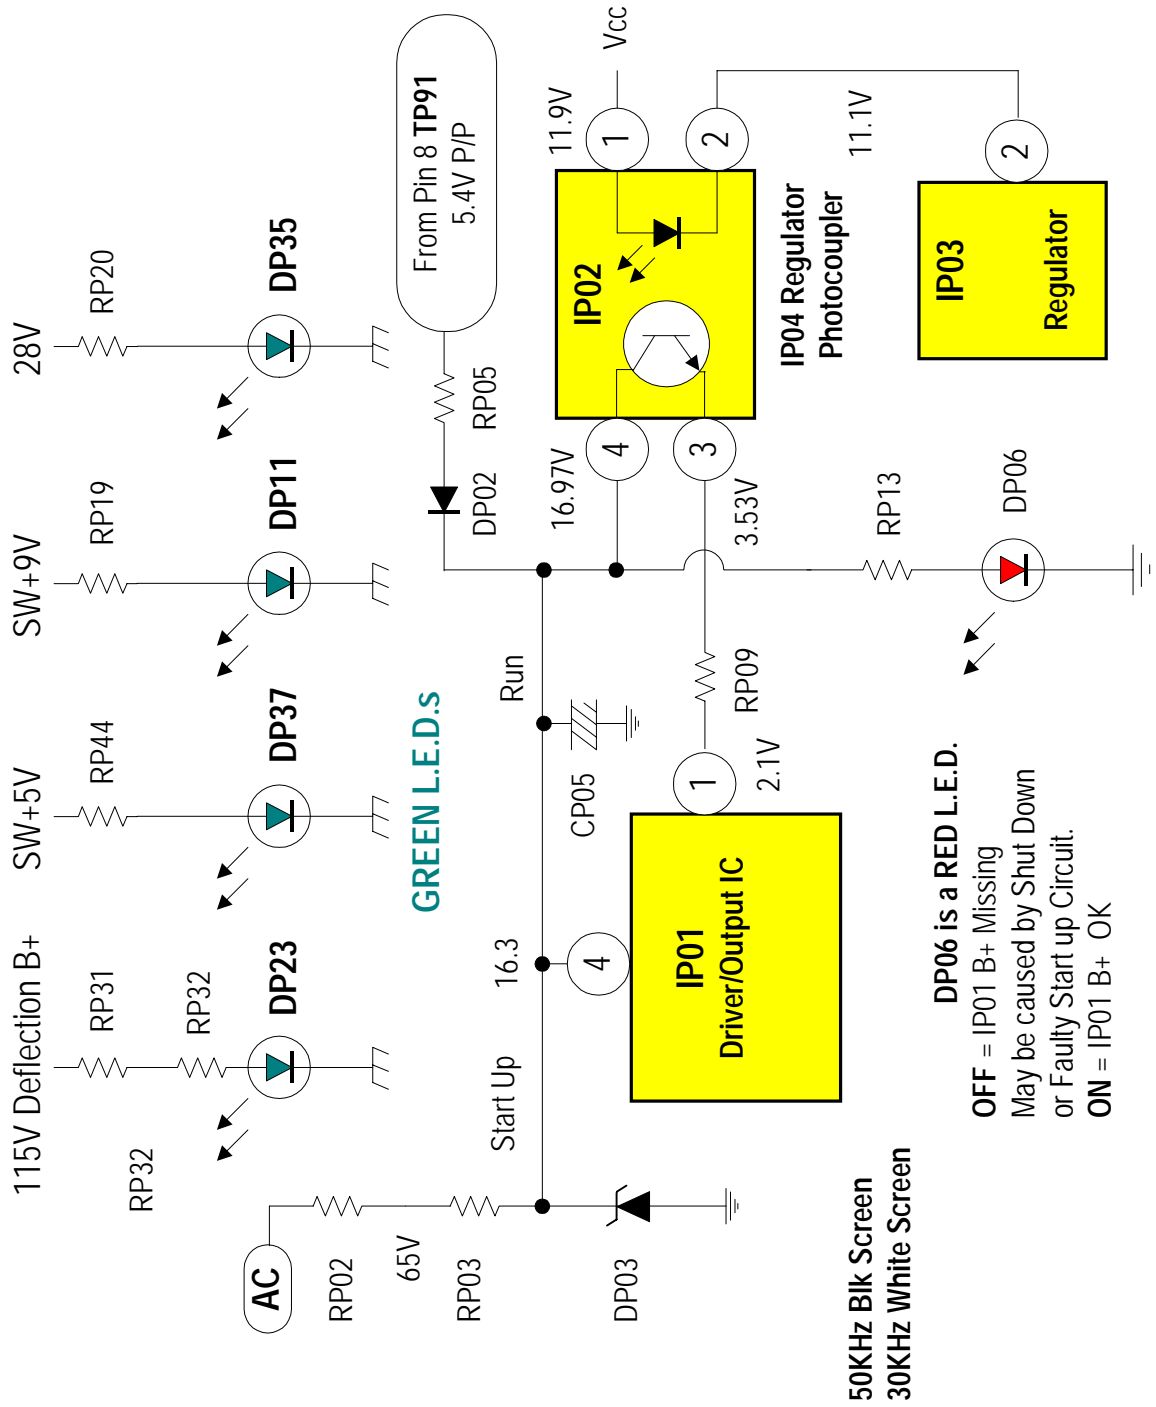 115V Deflection B+
SW+5V
SW+9V
28V
RP31
RP32
RP32
DP23
RP44
DP37
RP19
DP11
RP20
DP35
GREEN L.E.D.s
From Pin 8 TP91
5.4V P/P
AC
RP02
65V
RP03
Start Up
16.3
Run
DP02
RP05
DP03
CP05
4
IP01
Driver/Output IC
1
2.1V
RP09
16.97V
4
3
3.53V
IP02
11.9V
1
Vcc
2
11.1V
IP04 Regulator
Photocoupler
IP03
Regulator
2
RP13
DP06
50KHz Blk Screen
30KHz White Screen
DP06 is a RED L.E.D.
OFF = IP01 B+ Missing
May be caused by Shut Down
or Faulty Start up Circuit.
ON = IP01 B+ OK